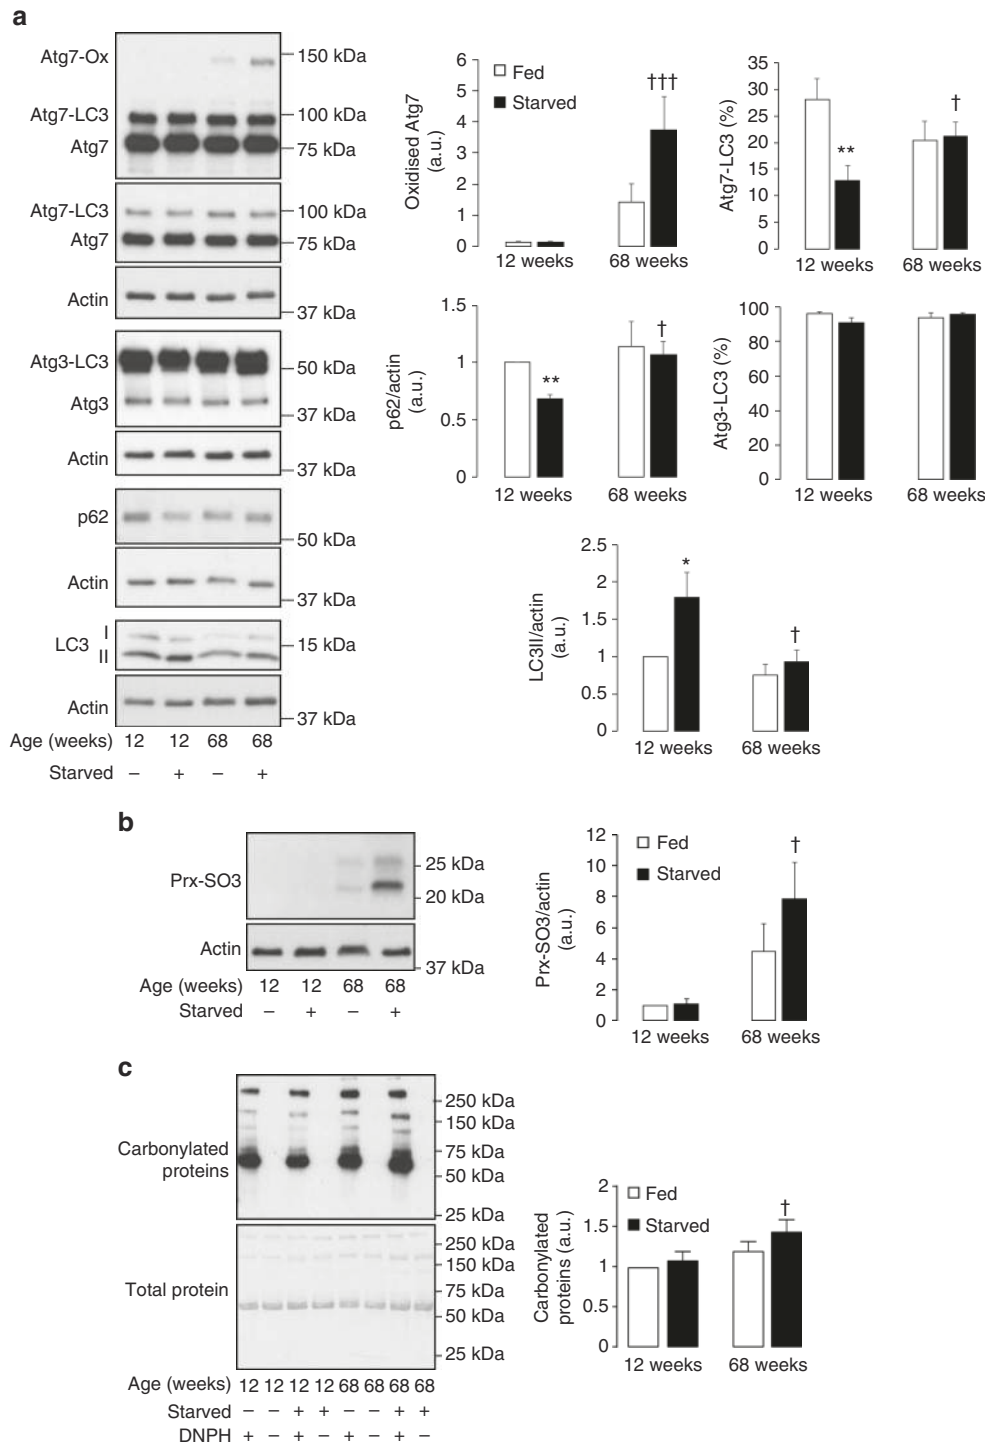 a
Atg7-Ox
150 kDa
Atg7-LC3
100 kDa
Atg7
75 kDa
Atg7-LC3
100 kDa
Atg7
75 kDa
Actin
37 kDa
Atg3-LC3
50 kDa
Atg3
37 kDa
Actin
37 kDa
p62
50 kDa
Actin
37 kDa
LC3 I
II
15 kDa
Actin
37 kDa
Age (weeks) 12 12 68 68
Starved – + – +
Oxidised Atg7
(a.u.)
6
5
4
3
2
1
0
Fed
Starved
†††
12 weeks 68 weeks
Atg7-LC3 (%)
35
30
25
20
15
10
5
0
**
†
12 weeks 68 weeks
p62/actin
(a.u.)
1.5
1
0.5
0
**
†
12 weeks 68 weeks
Atg3-LC3 (%)
100
80
60
40
20
0
12 weeks 68 weeks
LC3II/actin
(a.u.)
2.5
2
1.5
1
0.5
0
*
†
12 weeks 68 weeks
b
Prx-SO3
25 kDa
20 kDa
Actin
37 kDa
Age (weeks) 12 12 68 68
Starved – + – +
Prx-SO3/actin
(a.u.)
12
10
8
6
4
2
0
Fed
Starved
†
12 weeks 68 weeks
c
Carbonylated
proteins
250 kDa
150 kDa
75 kDa
50 kDa
25 kDa
Total protein
250 kDa
150 kDa
75 kDa
50 kDa
25 kDa
Age (weeks) 12 12 12 12 68 68 68 68
Starved – – + + – – + +
DNPH + – + – + – + –
Carbonylated
proteins (a.u.)
2
1.5
1
0.5
0
Fed
Starved
†
12 weeks 68 weeks